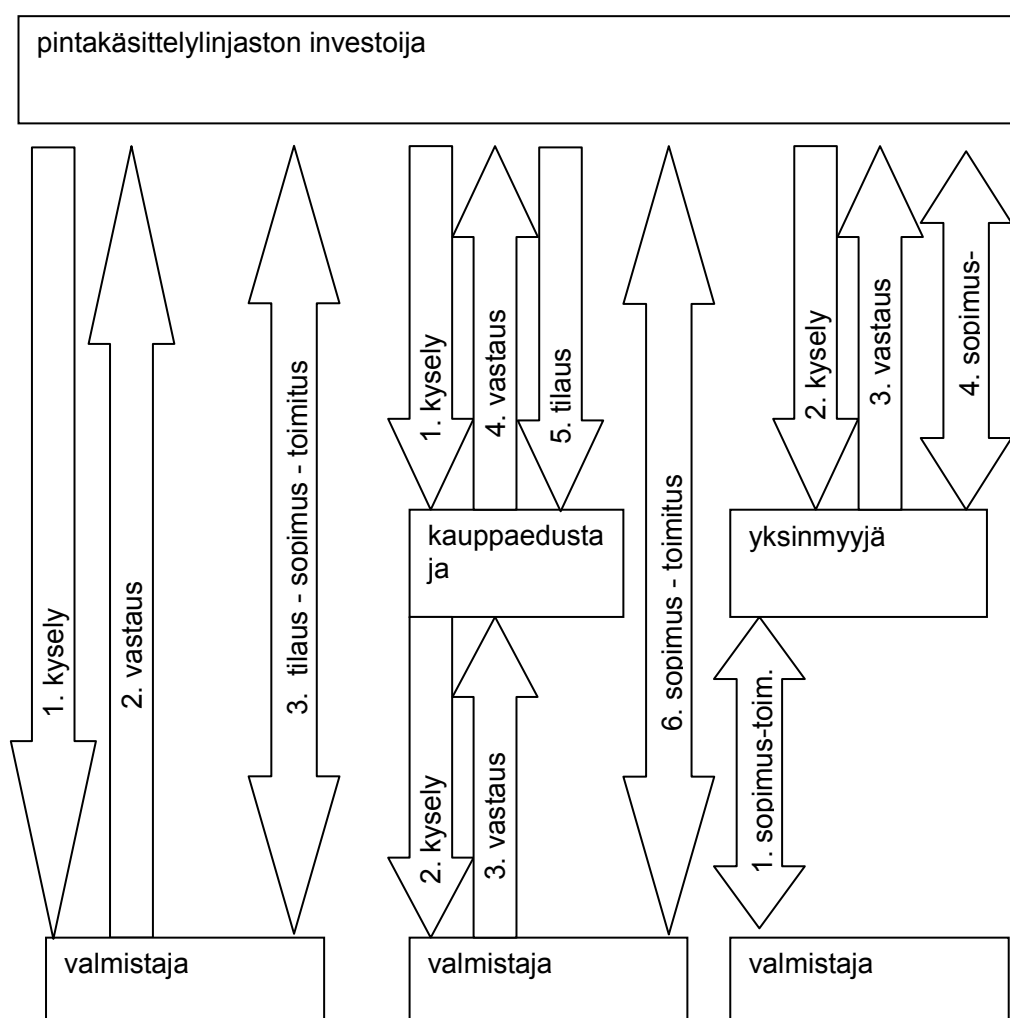 pintakäsittelylinjaston investoija
1. kysely
2. vastaus
3. tilaus - sopimus - toimitus
1. kysely
4. vastaus
5. tilaus
6. sopimus - toimitus
2. kysely
3. vastaus
4. sopimus-
kauppaedusta
ja
yksinmyyjä
2. kysely
3. vastaus
1. sopimus-toim.
valmistaja
valmistaja
valmistaja